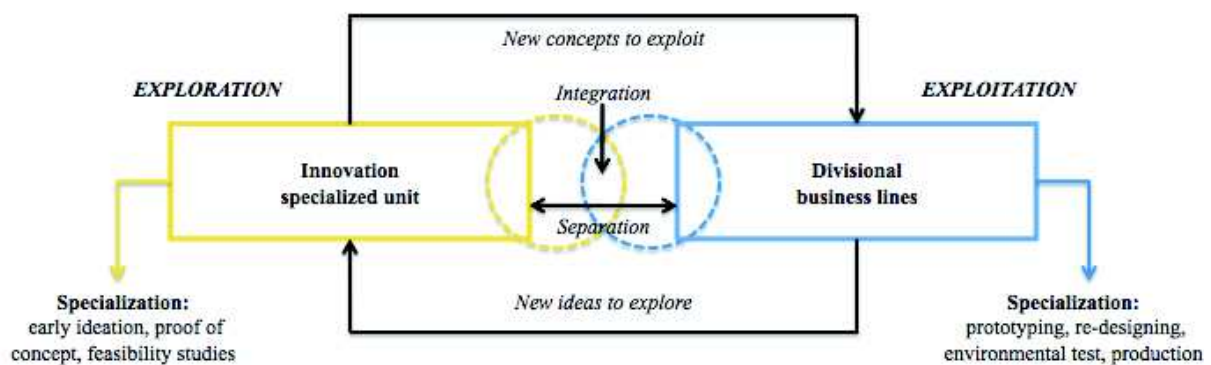 New concepts to exploit
EXPLORATION
Integration
EXPLOITATION
Innovation
specialized unit
Divisional
business lines
Separation
New ideas to explore
Specialization:
early ideation, proof of
concept, feasibility studies
Specialization:
prototyping, re-designing,
environmental test, production